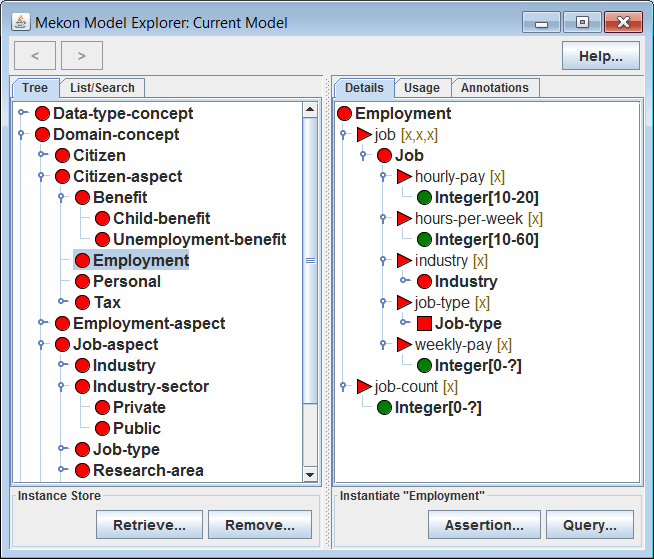 Mekon Model Explorer: Current Model
< > Help...
Tree List/Search
Data-type-concept
Domain-concept
Citizen
Citizen-aspect
Benefit
Child-benefit
Unemployment-benefit
Employment
Personal
Tax
Employment-aspect
Job-aspect
Industry
Industry-sector
Private
Public
Job-type
Research-area
Instance Store
Retrieve... Remove...
Details Usage Annotations
Employment
job [x,x,x]
Job
hourly-pay [x]
Integer[10-20]
hours-per-week [x]
Integer[10-60]
industry [x]
Industry
job-type [x]
Job-type
weekly-pay [x]
Integer[0-?]
job-count [x]
Integer[0-?]
Instantiate "Employment"
Assertion... Query...